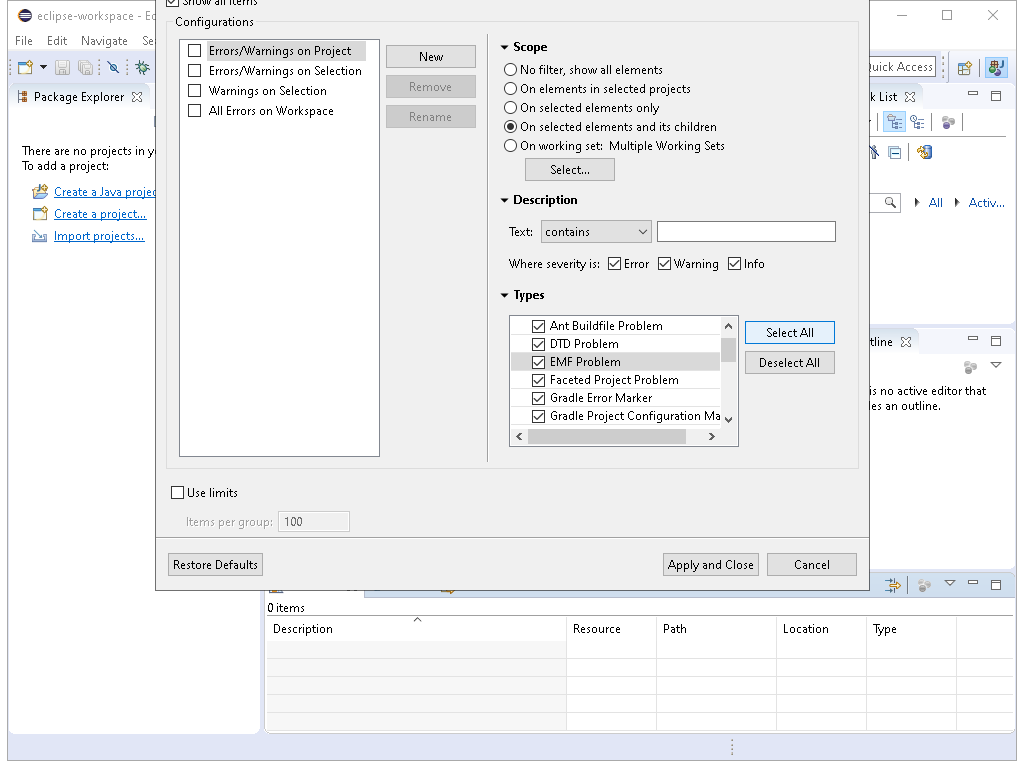 eclipse-workspace - Ec
Show all items
File Edit Navigate Se
Configurations
Errors/Warnings on Project
Errors/Warnings on Selection
Warnings on Selection
All Errors on Workspace
New
Remove
Rename
Scope
No filter, show all elements
On elements in selected projects
On selected elements only
On selected elements and its children
On working set: Multiple Working Sets
Select...
Description
Text: contains
Where severity is: Error Warning Info
Types
Ant Buildfile Problem
DTD Problem
EMF Problem
Faceted Project Problem
Gradle Error Marker
Gradle Project Configuration Ma
Select All
Deselect All
Use limits
Items per group: 100
Restore Defaults
Apply and Close
Cancel
Package Explorer
There are no projects in y
To add a project:
Create a Java projec
Create a project...
Import projects...
Quick Access
k List
All Activ...
tline
is no active editor that
des an outline.
0 items
Description Resource Path Location Type